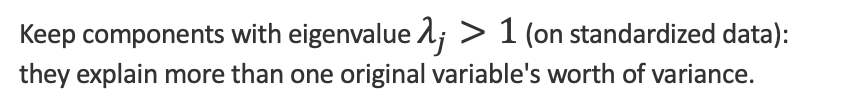 Keep components with eigenvalue λⱼ > 1 (on standardized data):
they explain more than one original variable's worth of variance.